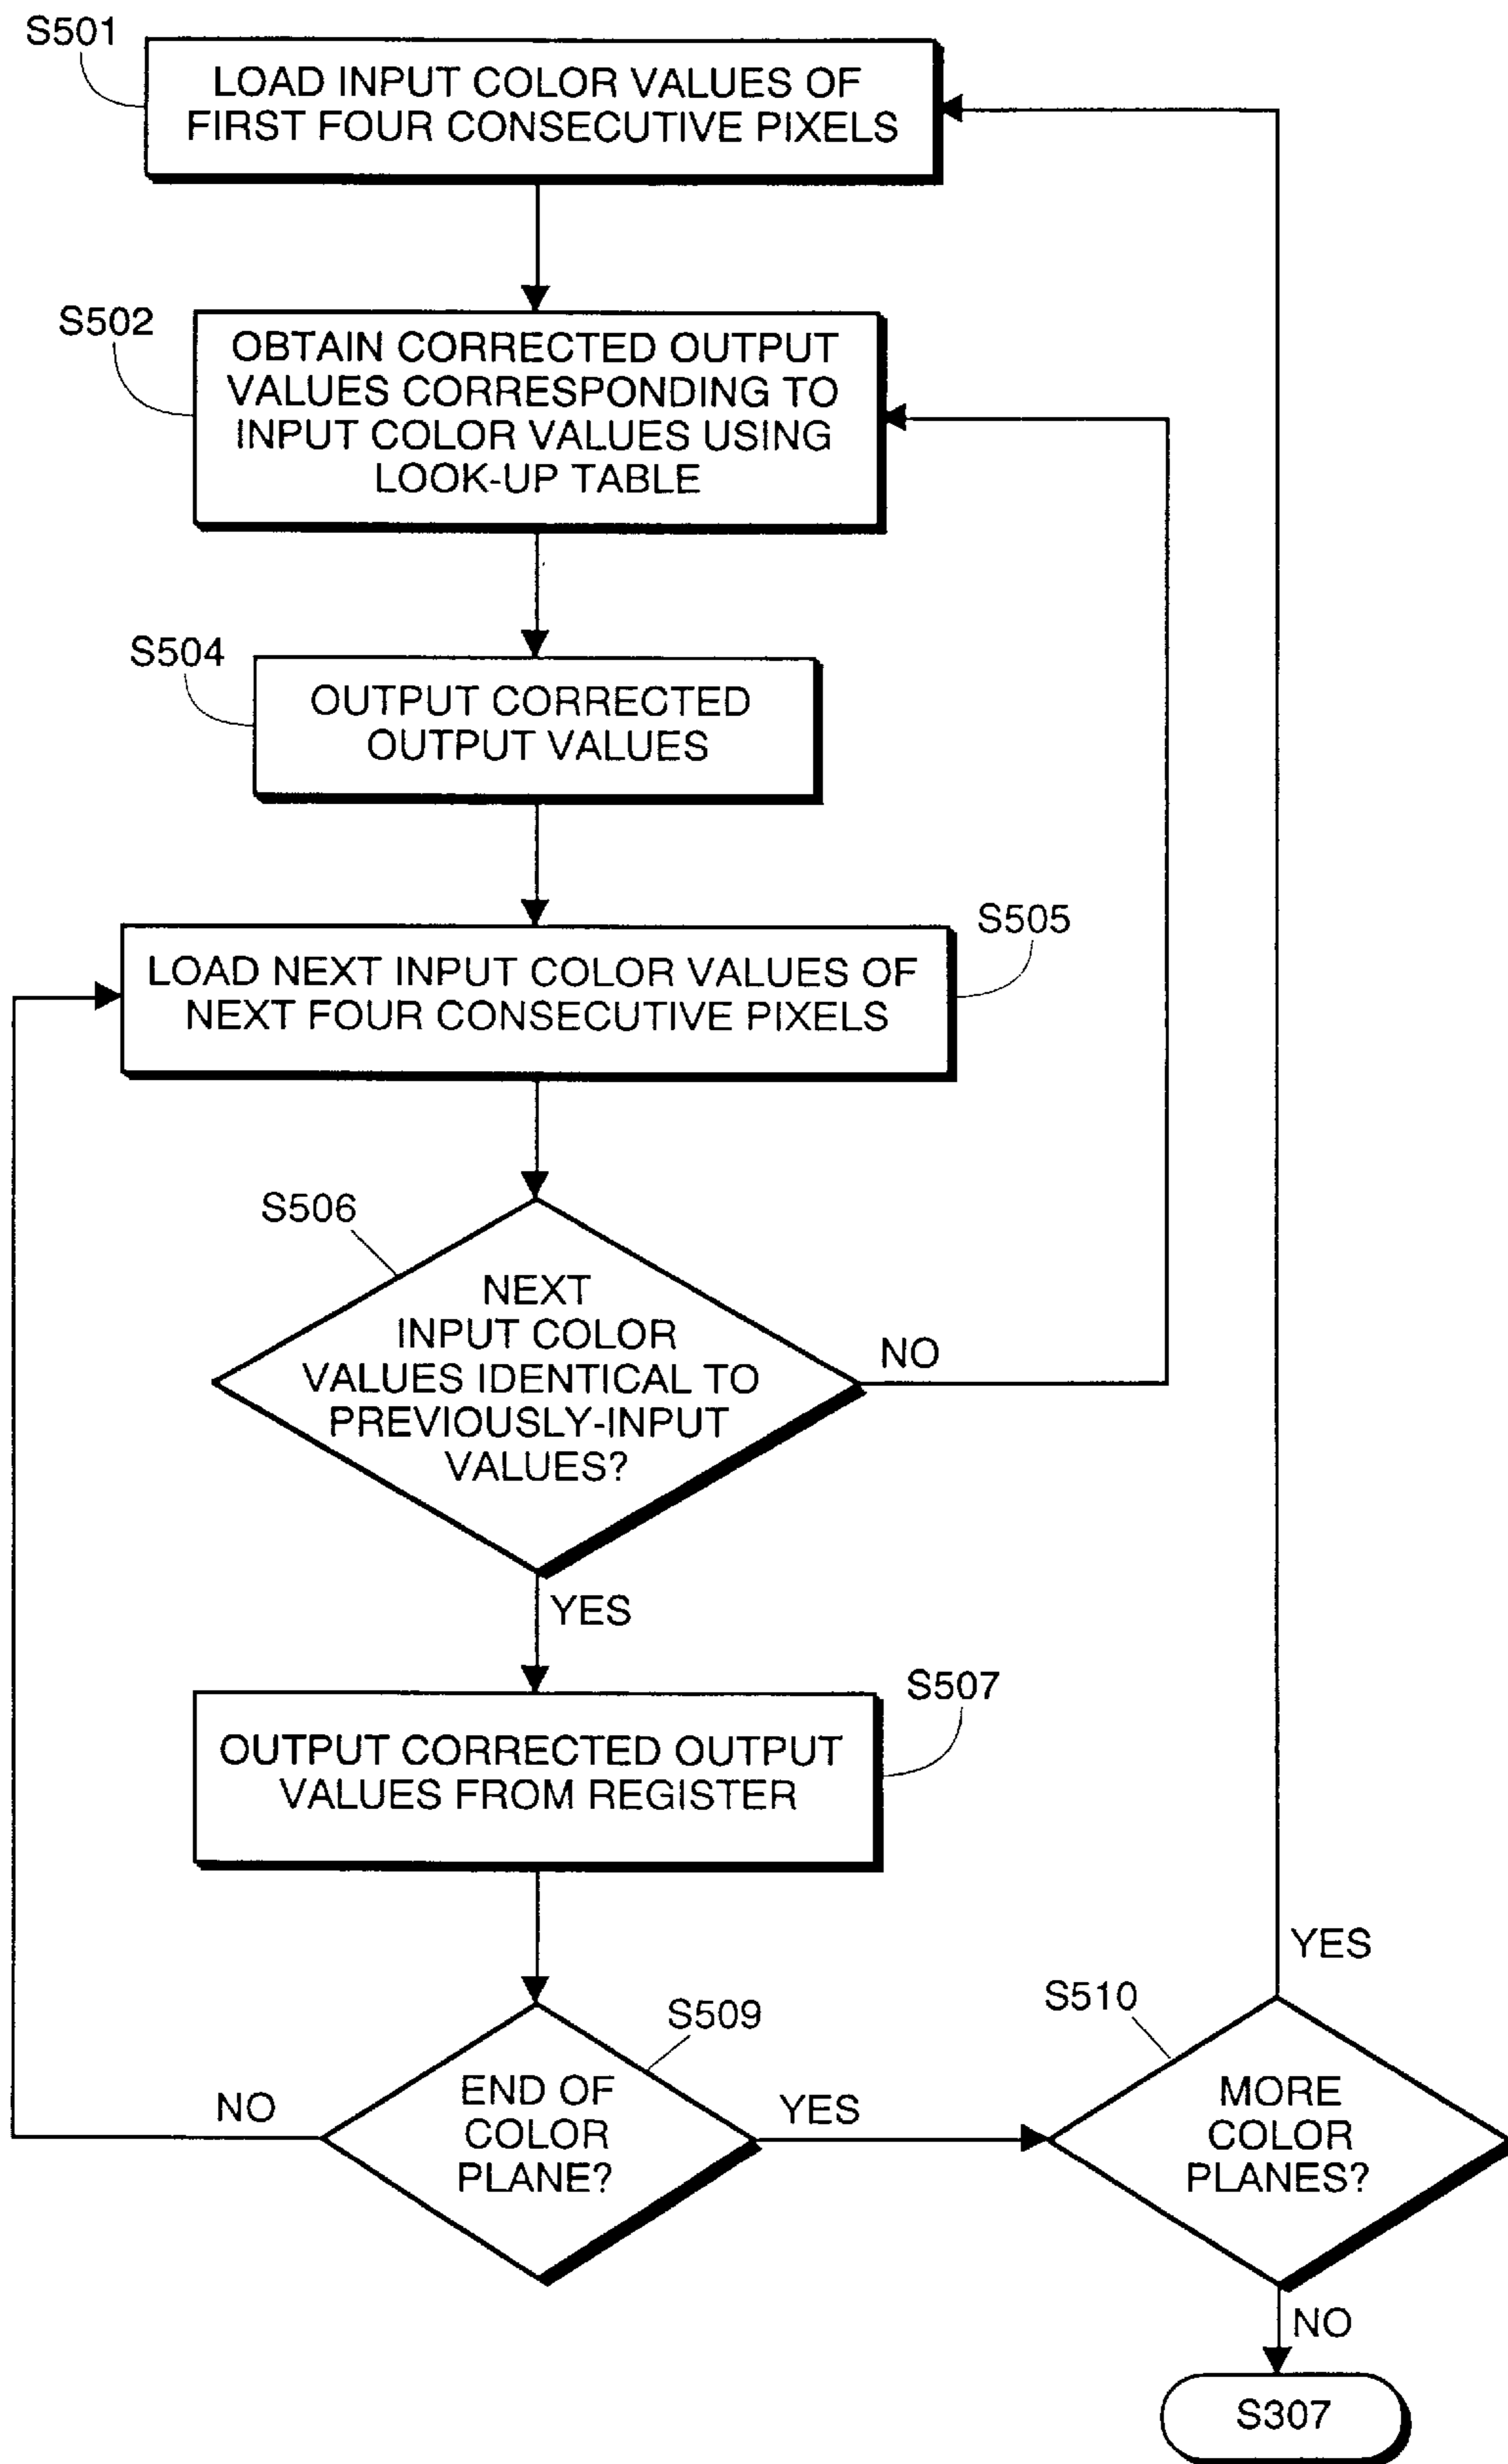 S501
LOAD INPUT COLOR VALUES OF
FIRST FOUR CONSECUTIVE PIXELS
S502
OBTAIN CORRECTED OUTPUT
VALUES CORRESPONDING TO
INPUT COLOR VALUES USING
LOOK-UP TABLE
S504
OUTPUT CORRECTED
OUTPUT VALUES
S505
LOAD NEXT INPUT COLOR VALUES OF
NEXT FOUR CONSECUTIVE PIXELS
S506
NEXT
INPUT COLOR
VALUES IDENTICAL TO
PREVIOUSLY-INPUT
VALUES?
NO
YES
S507
OUTPUT CORRECTED OUTPUT
VALUES FROM REGISTER
S509
END OF
COLOR
PLANE?
NO
YES
S510
MORE
COLOR
PLANES?
YES
NO
S307